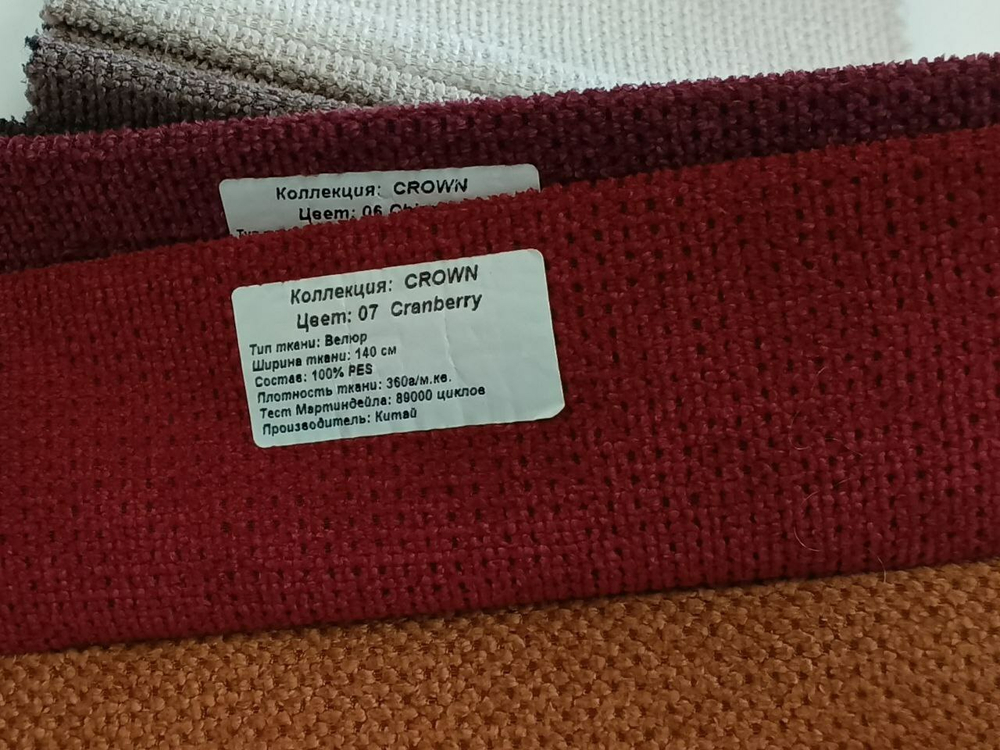 Коллекция: CROWN
Цвет: 06
Коллекция: CROWN
Цвет: 07 Cranberry
Тип ткани: Велюр
Ширина ткани: 140 см
Состав: 100% PES
Плотность ткани: 360г/м.кв.
Тест Мартиндейла: 89000 циклов
Производитель: Китай